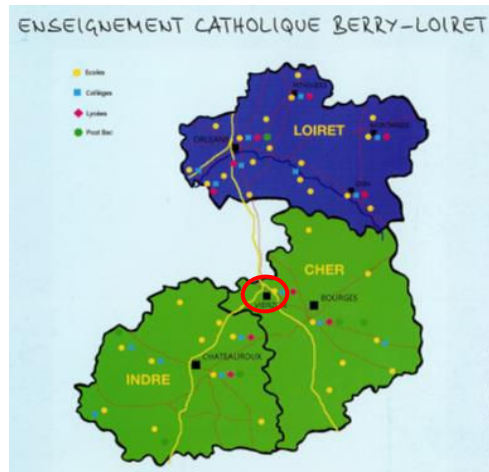 ENSEIGNEMENT CATHOLIQUE BERRY-LOIRET
Ecoles
Collèges
Lycées
Post Bac
LOIRET
ORLEANS
CHER
BOURGES
CHATEAUROUX
INDRE